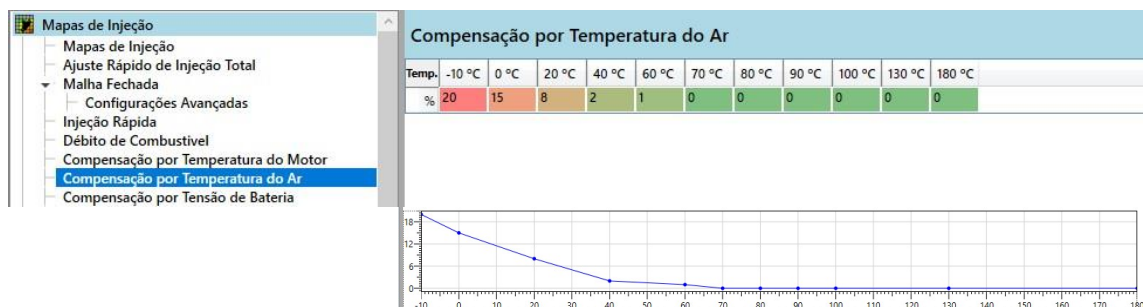 Mapas de Injeção
Mapas de Injeção
Ajuste Rápido de Injeção Total
Malha Fechada
Configurações Avançadas
Injeção Rápida
Débito de Combustivel
Compensação por Temperatura do Motor
Compensação por Temperatura do Ar
Compensação por Tensão de Bateria
Compensação por Temperatura do Ar
Temp. -10 °C 0 °C 20 °C 40 °C 60 °C 70 °C 80 °C 90 °C 100 °C 130 °C 180 °C
% 20 15 8 2 1 0 0 0 0 0 0
18
12
6
0
-10 0 10 20 30 40 50 60 70 80 90 100 110 120 130 140 150 160 170 180